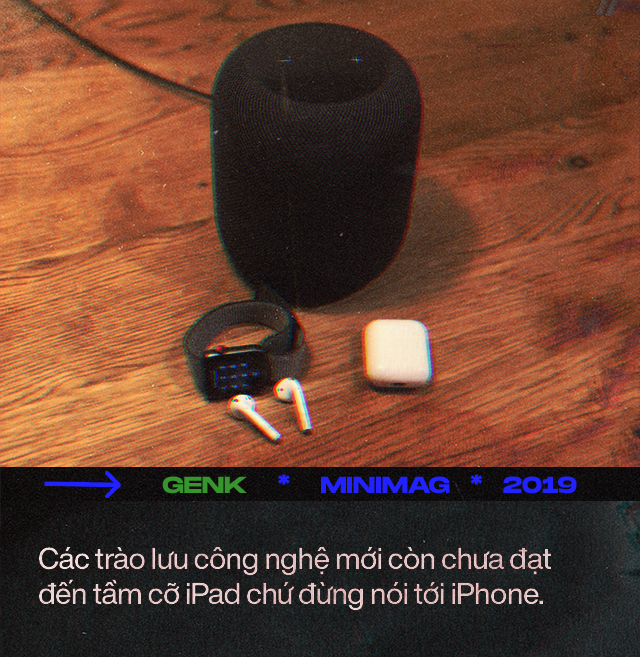 GENK * MINIMAG * 2019
Các trào lưu công nghệ mới còn chưa đạt
đến tầm cỡ iPad chứ đừng nói tới iPhone.